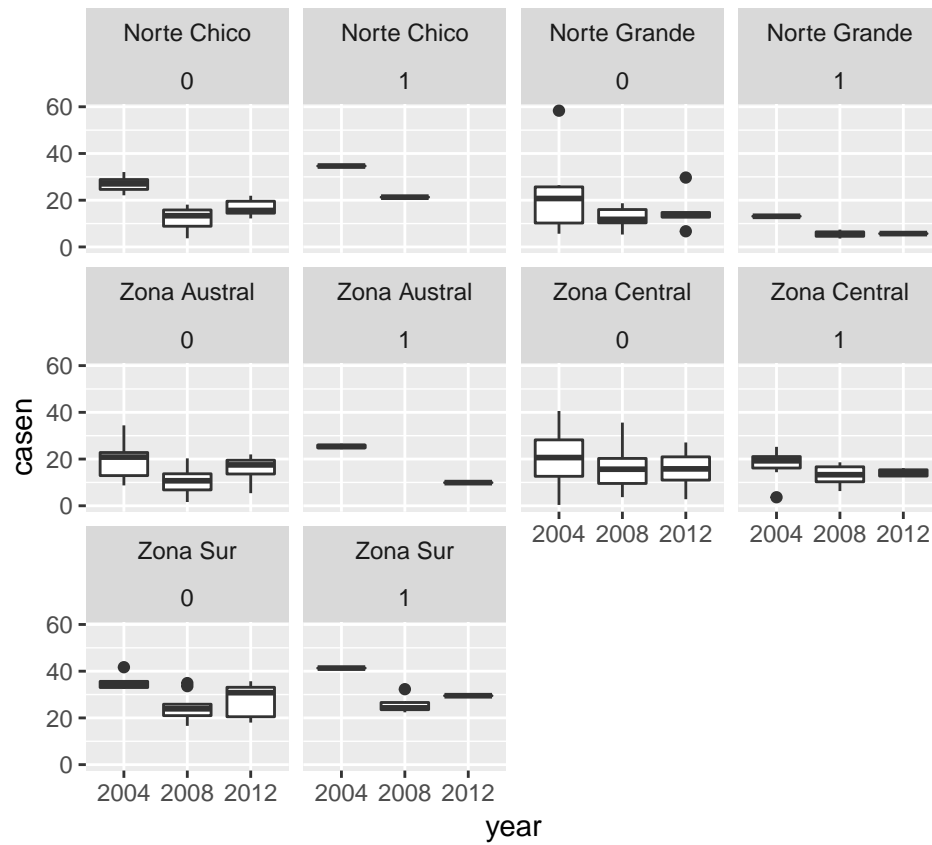 Norte Chico
0
Norte Chico
1
Norte Grande
0
Norte Grande
1
60
40
20
0
Zona Austral
0
Zona Austral
1
Zona Central
0
Zona Central
1
60
40
20
0
2004 2008 2012
2004 2008 2012
Zona Sur
0
Zona Sur
1
60
40
20
0
2004 2008 2012
2004 2008 2012
casen
year